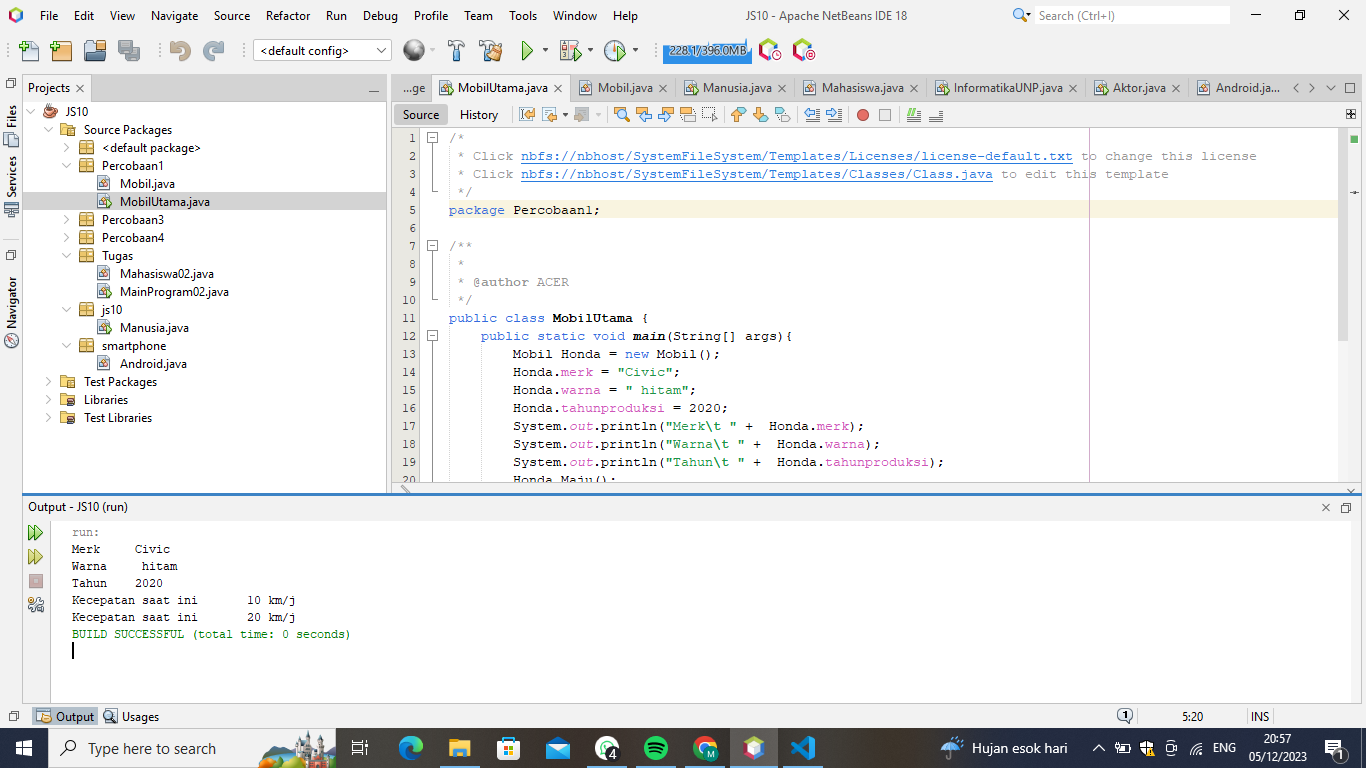 File Edit View Navigate Source Refactor Run Debug Profile Team Tools Window Help JS10 - Apache NetBeans IDE 18 Search (Ctrl+I)
<default config> 228.1/396.0MB
Projects
...ge MobilUtama.java Mobil.java Manusia.java Mahasiswa.java InformatikaUNP.java Aktor.java Android.ja...
Files
Services
Navigator
JS10
Source Packages
<default package>
Percobaan1
Mobil.java
MobilUtama.java
Percobaan3
Percobaan4
Tugas
Mahasiswa02.java
MainProgram02.java
js10
Manusia.java
smartphone
Android.java
Test Packages
Libraries
Test Libraries
Source History
1 /*
2 * Click nbfs://nbhost/SystemFileSystem/Templates/Licenses/license-default.txt to change this license
3 * Click nbfs://nbhost/SystemFileSystem/Templates/Classes/Class.java to edit this template
4 */
5 package Percobaan1;
6
7 /**
8 *
9 * @author ACER
10 */
11 public class MobilUtama {
12 public static void main(String[] args){
13 Mobil Honda = new Mobil();
14 Honda.merk = "Civic";
15 Honda.warna = " hitam";
16 Honda.tahunproduksi = 2020;
17 System.out.println("Merk\t " +  Honda.merk);
18 System.out.println("Warna\t " +  Honda.warna);
19 System.out.println("Tahun\t " +  Honda.tahunproduksi);
20 Honda.Maju();
Output - JS10 (run)
run:
Merk Civic
Warna hitam
Tahun 2020
Kecepatan saat ini 10 km/j
Kecepatan saat ini 20 km/j
BUILD SUCCESSFUL (total time: 0 seconds)
Output Usages 1 5:20 INS
Type here to search 4 M Hujan esok hari ENG 20:57 05/12/2023 1